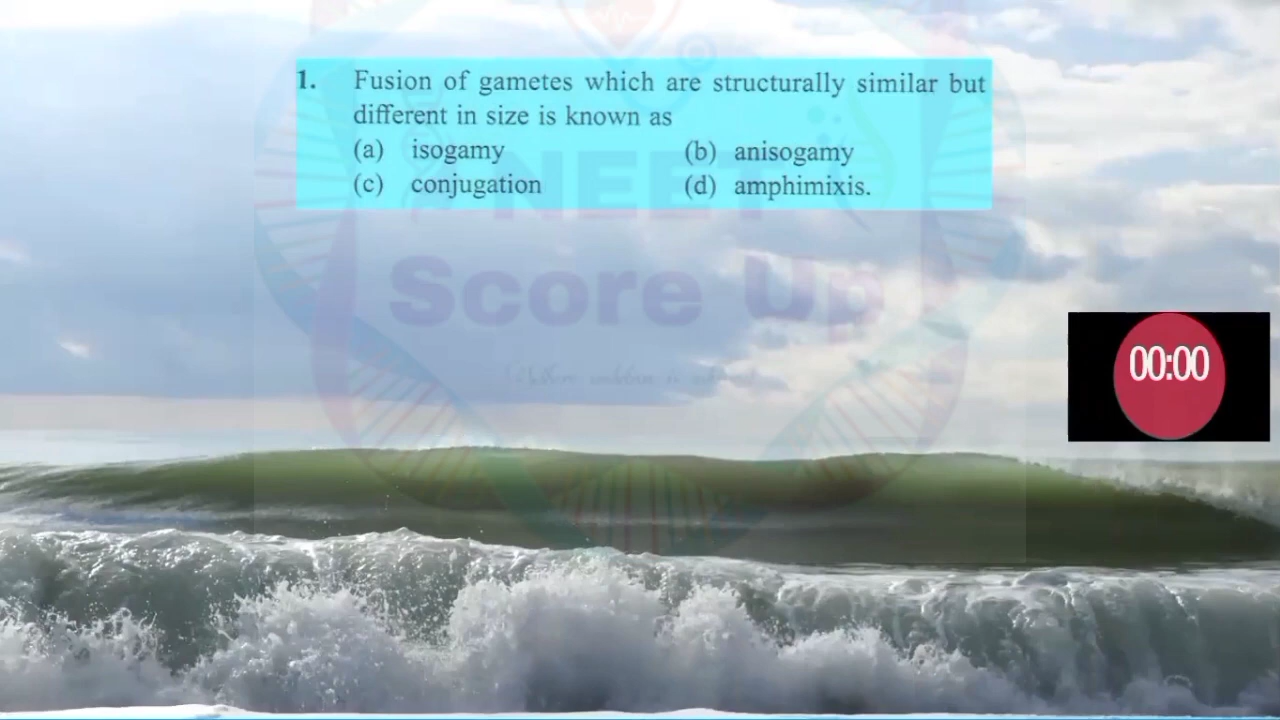 1. Fusion of gametes which are structurally similar but
different in size is known as
(a) isogamy (b) anisogamy
(c) conjugation (d) amphimixis.
NEET
Score Up
00:00